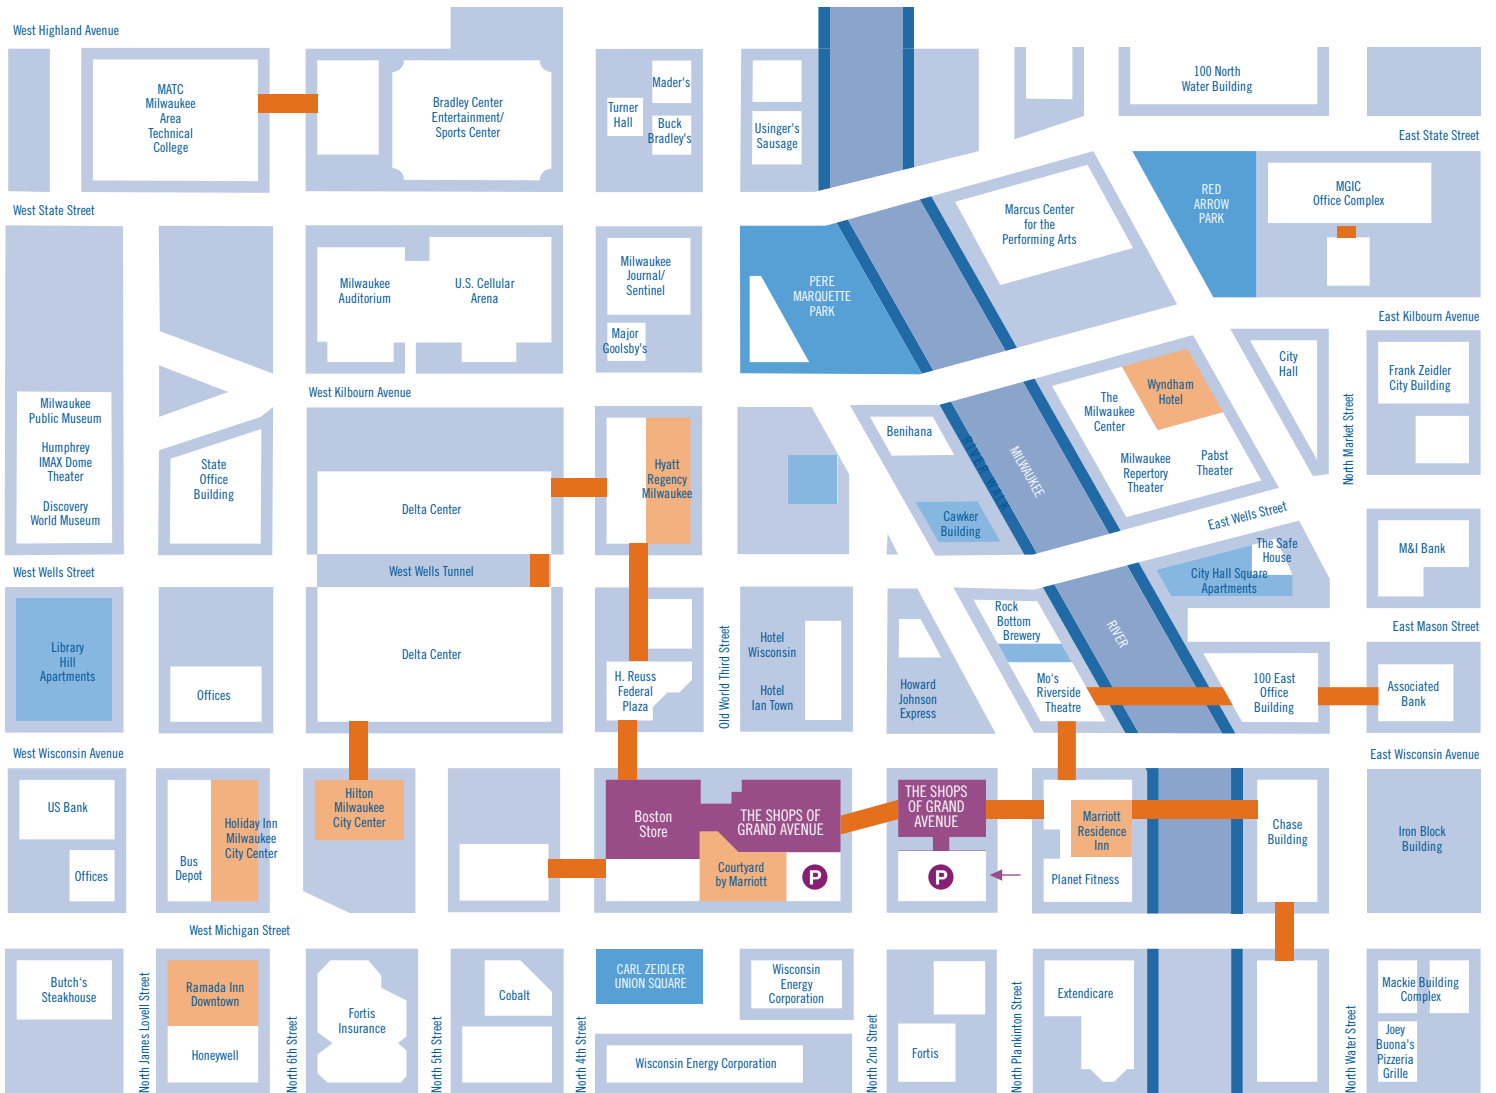 West Highland Avenue
MATC
Milwaukee
Area
Technical
College
Bradley Center
Entertainment/
Sports Center
Mader's
Turner
Hall
Buck
Bradley's
Usinger's
Sausage
100 North
Water Building
East State Street
West State Street
Marcus Center
for the
Performing Arts
RED
ARROW
PARK
MGIC
Office Complex
Milwaukee
Auditorium
U.S. Cellular
Arena
Milwaukee
Journal/
Sentinel
Major
Goolsby's
PERE
MARQUETTE
PARK
East Kilbourn Avenue
West Kilbourn Avenue
City
Hall
Frank Zeidler
City Building
Wyndham
Hotel
The
Milwaukee
Center
Milwaukee
Repertory
Theater
Pabst
Theater
North Market Street
Milwaukee
Public Museum
Humphrey
IMAX Dome
Theater
Discovery
World Museum
State
Office
Building
Delta Center
Hyatt
Regency
Milwaukee
Benihana
RIVER WALK
MILWAUKEE
Cawker
Building
East Wells Street
The Safe
House
City Hall Square
Apartments
M&I Bank
West Wells Street
West Wells Tunnel
Library
Hill
Apartments
Offices
Delta Center
H. Reuss
Federal
Plaza
Old World Third Street
Hotel
Wisconsin
Hotel
Ian Town
Howard
Johnson
Express
Rock
Bottom
Brewery
Mo's
Riverside
Theatre
RIVER
East Mason Street
100 East
Office
Building
Associated
Bank
West Wisconsin Avenue
East Wisconsin Avenue
US Bank
Offices
Bus
Depot
Holiday Inn
Milwaukee
City Center
Hilton
Milwaukee
City Center
Boston
Store
THE SHOPS OF
GRAND AVENUE
Courtyard
by Marriott
P
THE SHOPS
OF GRAND
AVENUE
P
Marriott
Residence
Inn
Planet Fitness
Chase
Building
Iron Block
Building
West Michigan Street
Butch's
Steakhouse
North James Lovell Street
Ramada Inn
Downtown
Honeywell
North 6th Street
Fortis
Insurance
North 5th Street
Cobalt
North 4th Street
CARL ZEIDLER
UNION SQUARE
Wisconsin
Energy
Corporation
Wisconsin Energy Corporation
North 2nd Street
Fortis
North Plankinton Street
Extendicare
North Water Street
Mackie Building
Complex
Joey
Buona's
Pizzeria
Grille